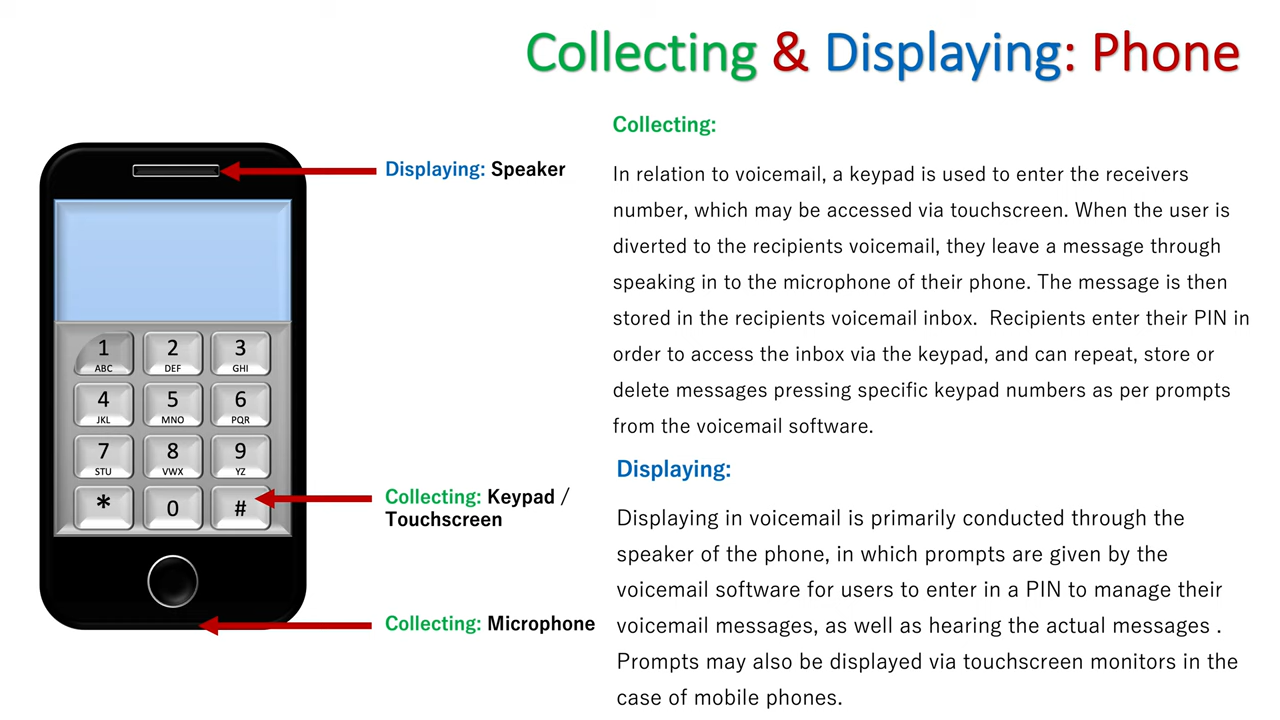 Collecting & Displaying: Phone
Displaying: Speaker
1
ABC
2
DEF
3
GHI
4
JKL
5
MNO
6
PQR
7
STU
8
VWX
9
YZ
*
0
#
Collecting: Keypad /
Touchscreen
Collecting: Microphone
Collecting:
In relation to voicemail, a keypad is used to enter the receivers
number, which may be accessed via touchscreen. When the user is
diverted to the recipients voicemail, they leave a message through
speaking in to the microphone of their phone. The message is then
stored in the recipients voicemail inbox.  Recipients enter their PIN in
order to access the inbox via the keypad, and can repeat, store or
delete messages pressing specific keypad numbers as per prompts
from the voicemail software.
Displaying:
Displaying in voicemail is primarily conducted through the
speaker of the phone, in which prompts are given by the
voicemail software for users to enter in a PIN to manage their
voicemail messages, as well as hearing the actual messages .
Prompts may also be displayed via touchscreen monitors in the
case of mobile phones.